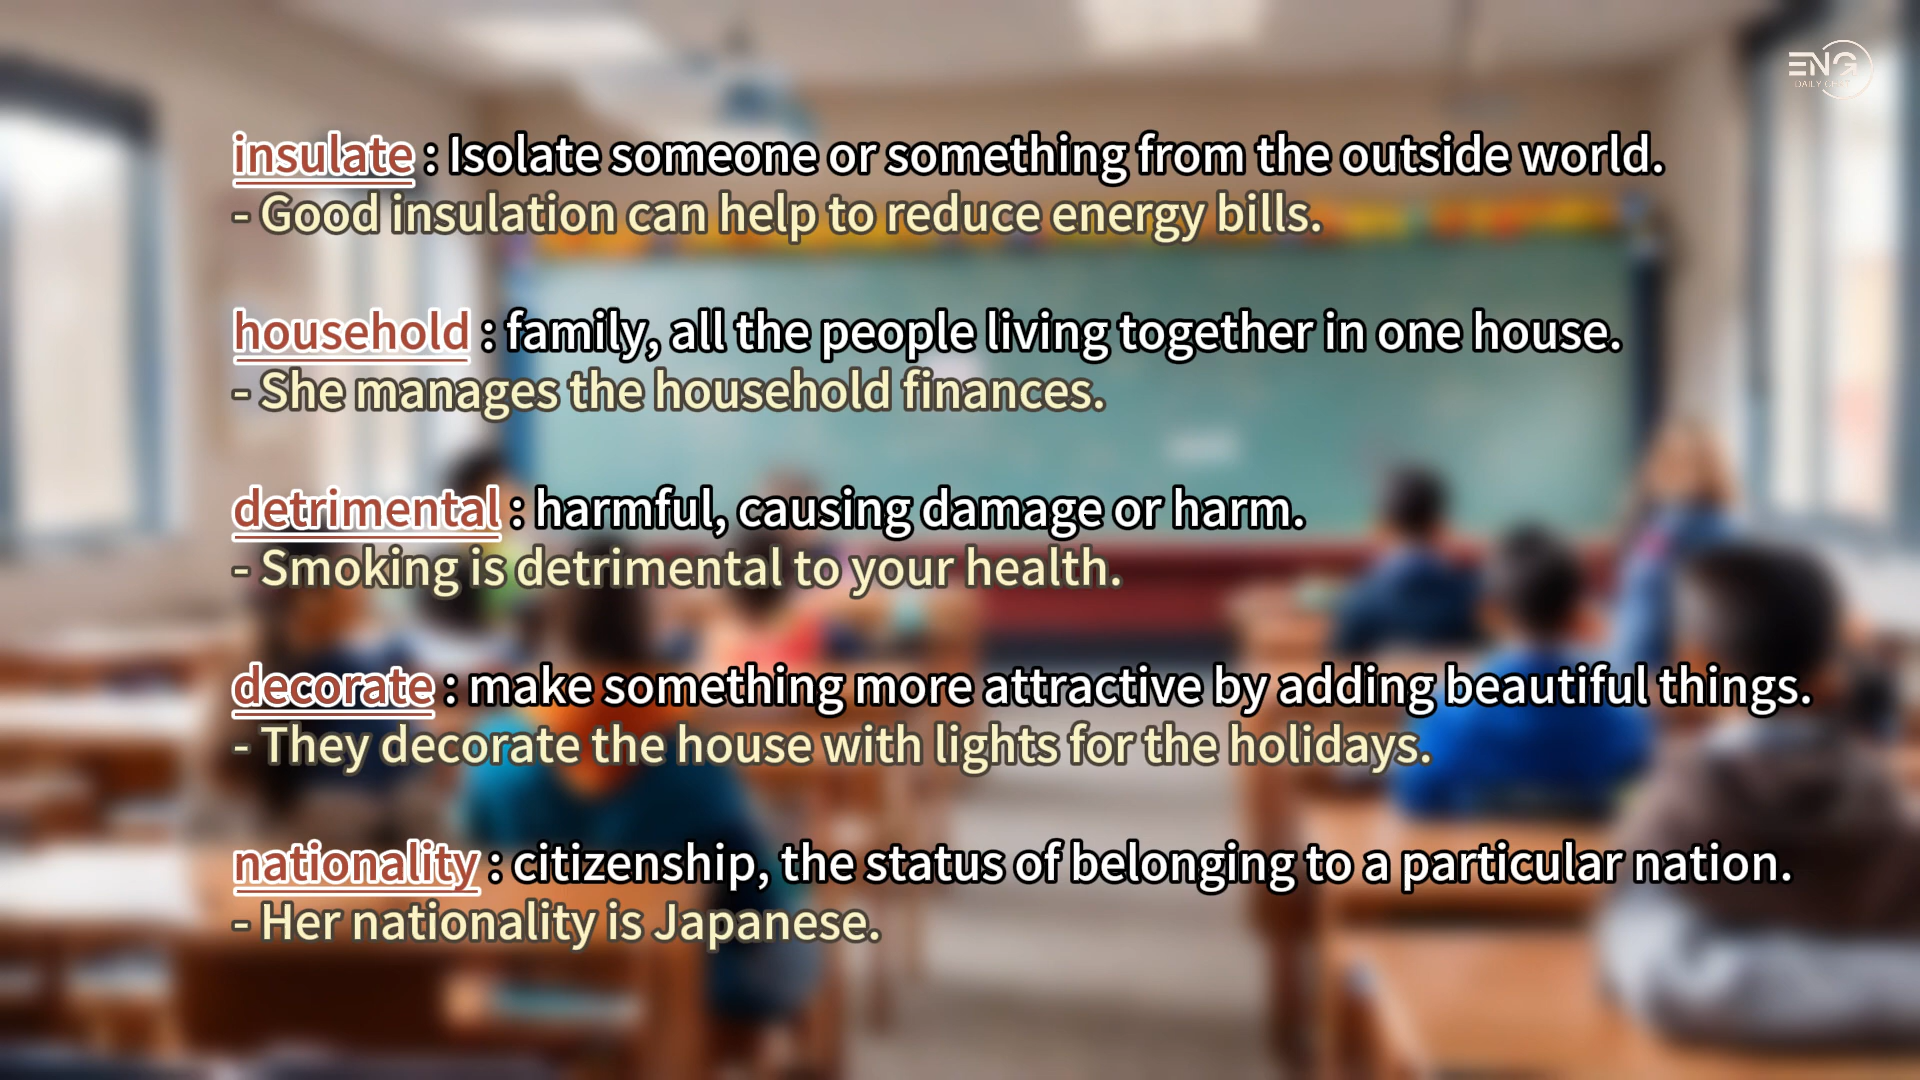 ENG
DAILY
insulate : Isolate someone or something from the outside world.
- Good insulation can help to reduce energy bills.
household : family, all the people living together in one house.
- She manages the household finances.
detrimental : harmful, causing damage or harm.
- Smoking is detrimental to your health.
decorate : make something more attractive by adding beautiful things.
- They decorate the house with lights for the holidays.
nationality : citizenship, the status of belonging to a particular nation.
- Her nationality is Japanese.